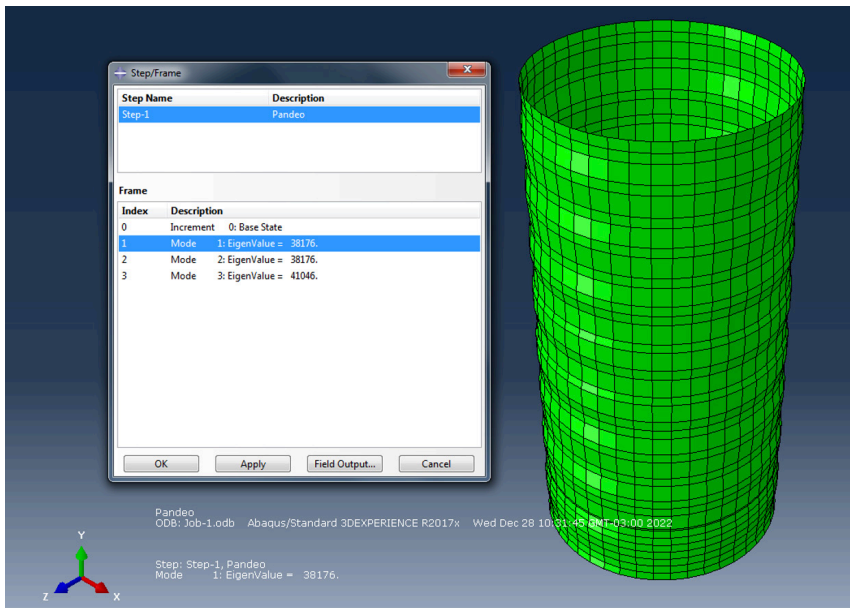 Step/Frame
x
Step Name Description
Step-1 Pandeo
Frame
Index Description
0 Increment 0: Base State
1 Mode 1: EigenValue = 38176.
2 Mode 2: EigenValue = 38176.
3 Mode 3: EigenValue = 41046.
OK Apply Field Output... Cancel
Pandeo
ODB: Job-1.odb Abaqus/Standard 3DEXPERIENCE R2017x Wed Dec 28 10:31:45 GMT-03:00 2022
Y
Step: Step-1, Pandeo
Mode 1: EigenValue = 38176.
Z X